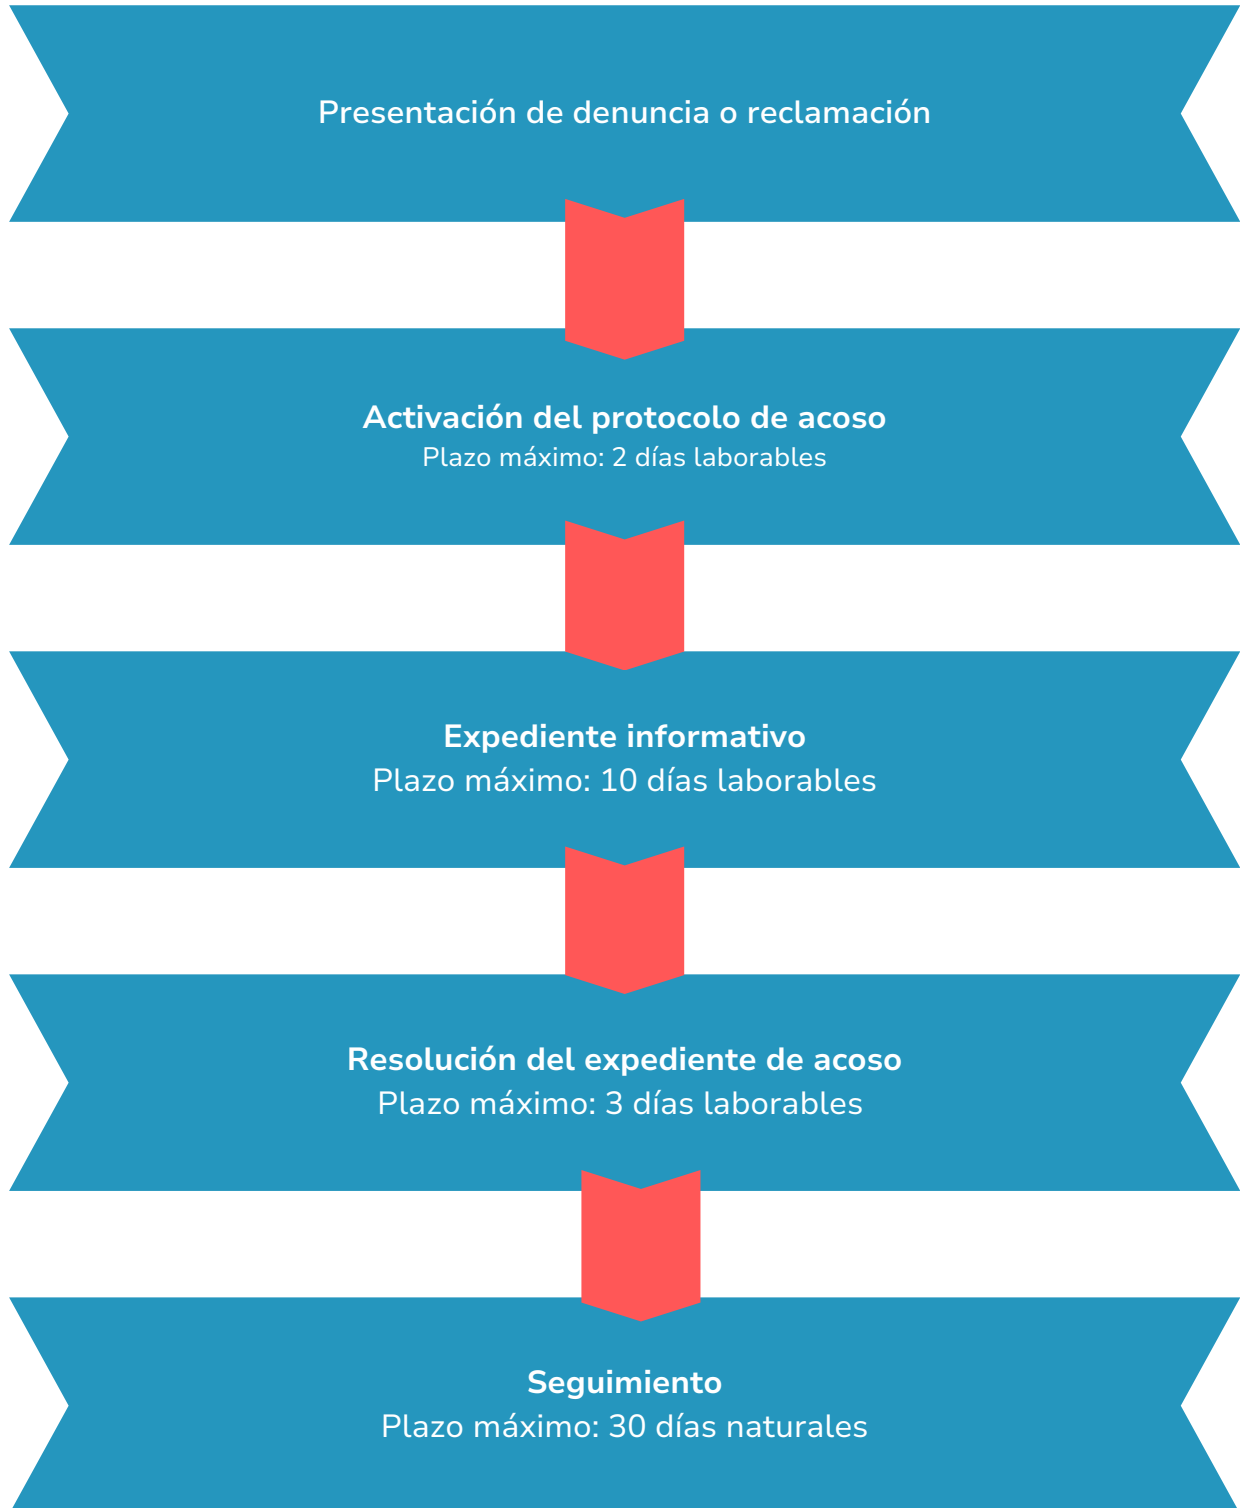 Presentación de denuncia o reclamación
Activación del protocolo de acoso
Plazo máximo: 2 días laborables
Expediente informativo
Plazo máximo: 10 días laborables
Resolución del expediente de acoso
Plazo máximo: 3 días laborables
Seguimiento
Plazo máximo: 30 días naturales